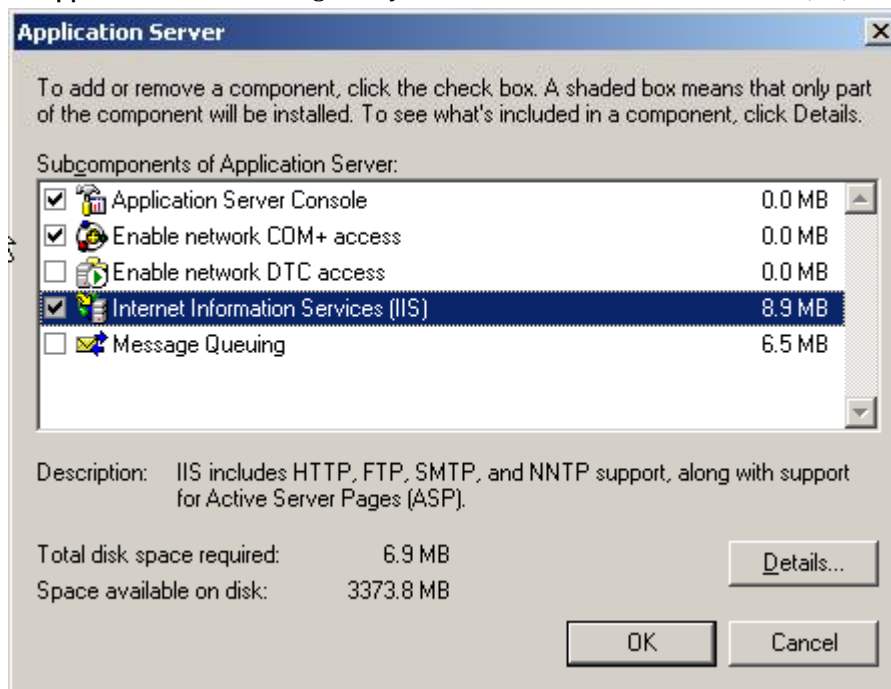 Application Server
To add or remove a component, click the check box. A shaded box means that only part
of the component will be installed. To see what's included in a component, click Details.
Subcomponents of Application Server:
Application Server Console 0.0 MB
Enable network COM+ access 0.0 MB
Enable network DTC access 0.0 MB
Internet Information Services (IIS) 8.9 MB
Message Queuing 6.5 MB
Description: IIS includes HTTP, FTP, SMTP, and NNTP support, along with support
for Active Server Pages (ASP).
Total disk space required: 6.9 MB
Details...
Space available on disk: 3373.8 MB
OK Cancel